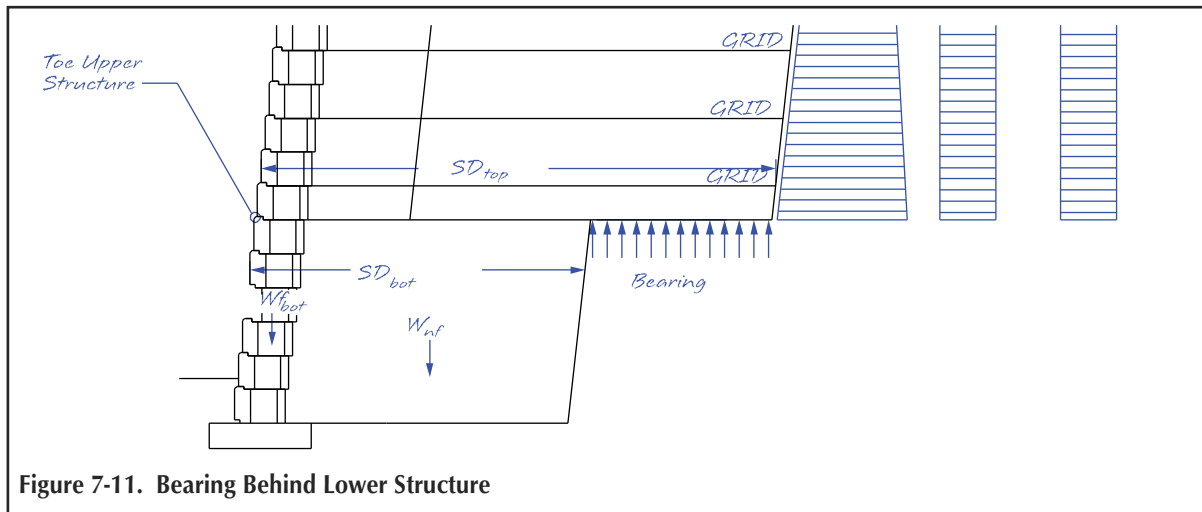 GRID
Toe Upper
Structure
GRID
SDtop
GRID
SDbot
Bearing
Wfbot
Wnf
Figure 7-11. Bearing Behind Lower Structure